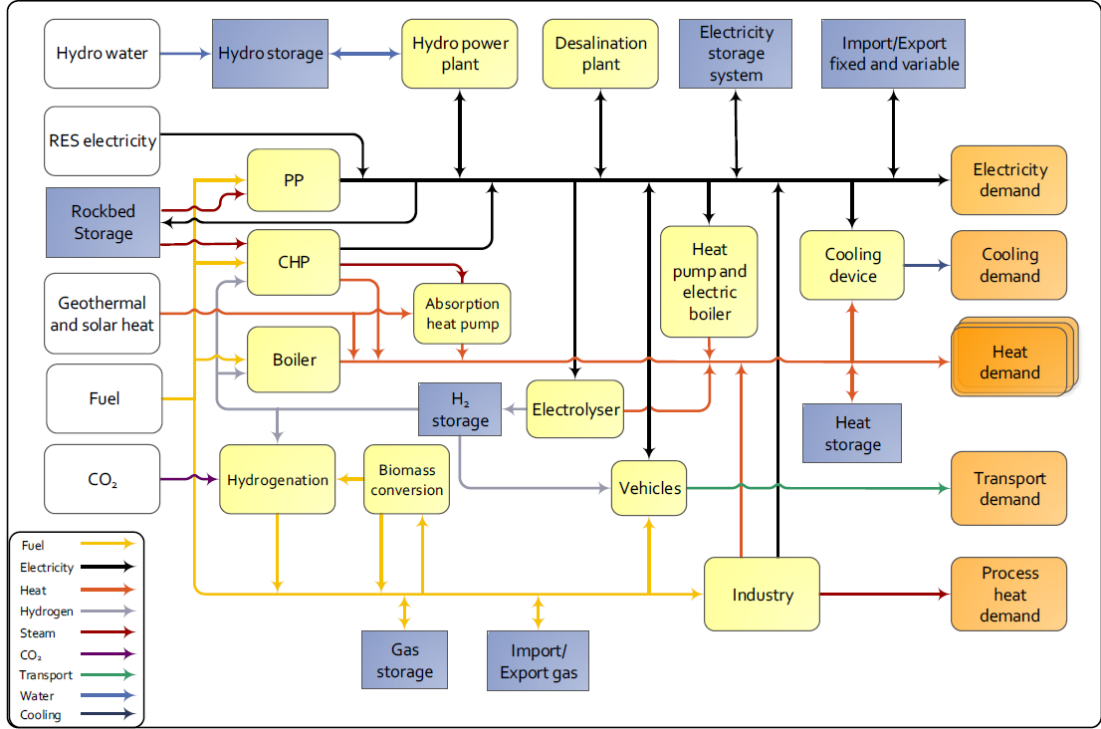 Hydro water
Hydro storage
Hydro power
plant
Desalination
plant
Electricity
storage
system
Import/Export
fixed and variable
RES electricity
PP
Electricity
demand
Rockbed
Storage
CHP
Heat
pump and
electric
boiler
Cooling
device
Cooling
demand
Geothermal
and solar heat
Absorption
heat pump
Boiler
Heat
demand
Fuel
H₂
storage
Electrolyser
Heat
storage
CO₂
Hydrogenation
Biomass
conversion
Vehicles
Transport
demand
Fuel
Electricity
Heat
Hydrogen
Steam
CO₂
Transport
Water
Cooling
Industry
Process
heat
demand
Gas
storage
Import/
Export gas